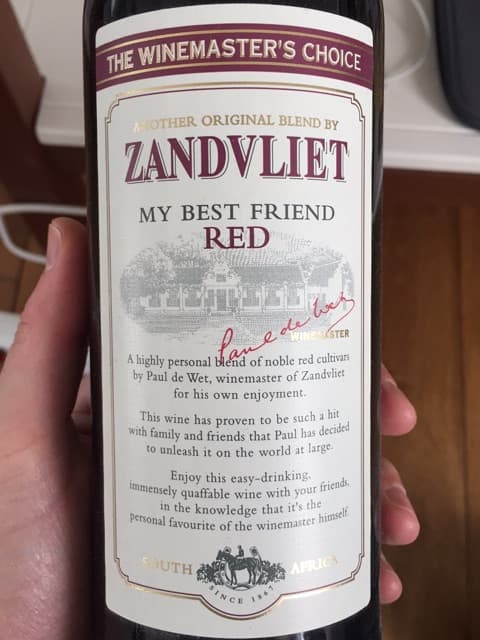 THE WINEMASTER'S CHOICE
ANOTHER ORIGINAL BLEND BY
ZANDVLIET
MY BEST FRIEND
RED
Paul de Wet
WINEMASTER
A highly personal blend of noble red cultivars
by Paul de Wet, winemaster of Zandvliet
for his own enjoyment.
This wine has proven to be such a hit
with family and friends that Paul has decided
to unleash it on the world at large.
Enjoy this easy-drinking,
immensely quaffable wine with your friends,
in the knowledge that it's the
personal favourite of the winemaster himself.
SOUTH AFRICA
SINCE 1867